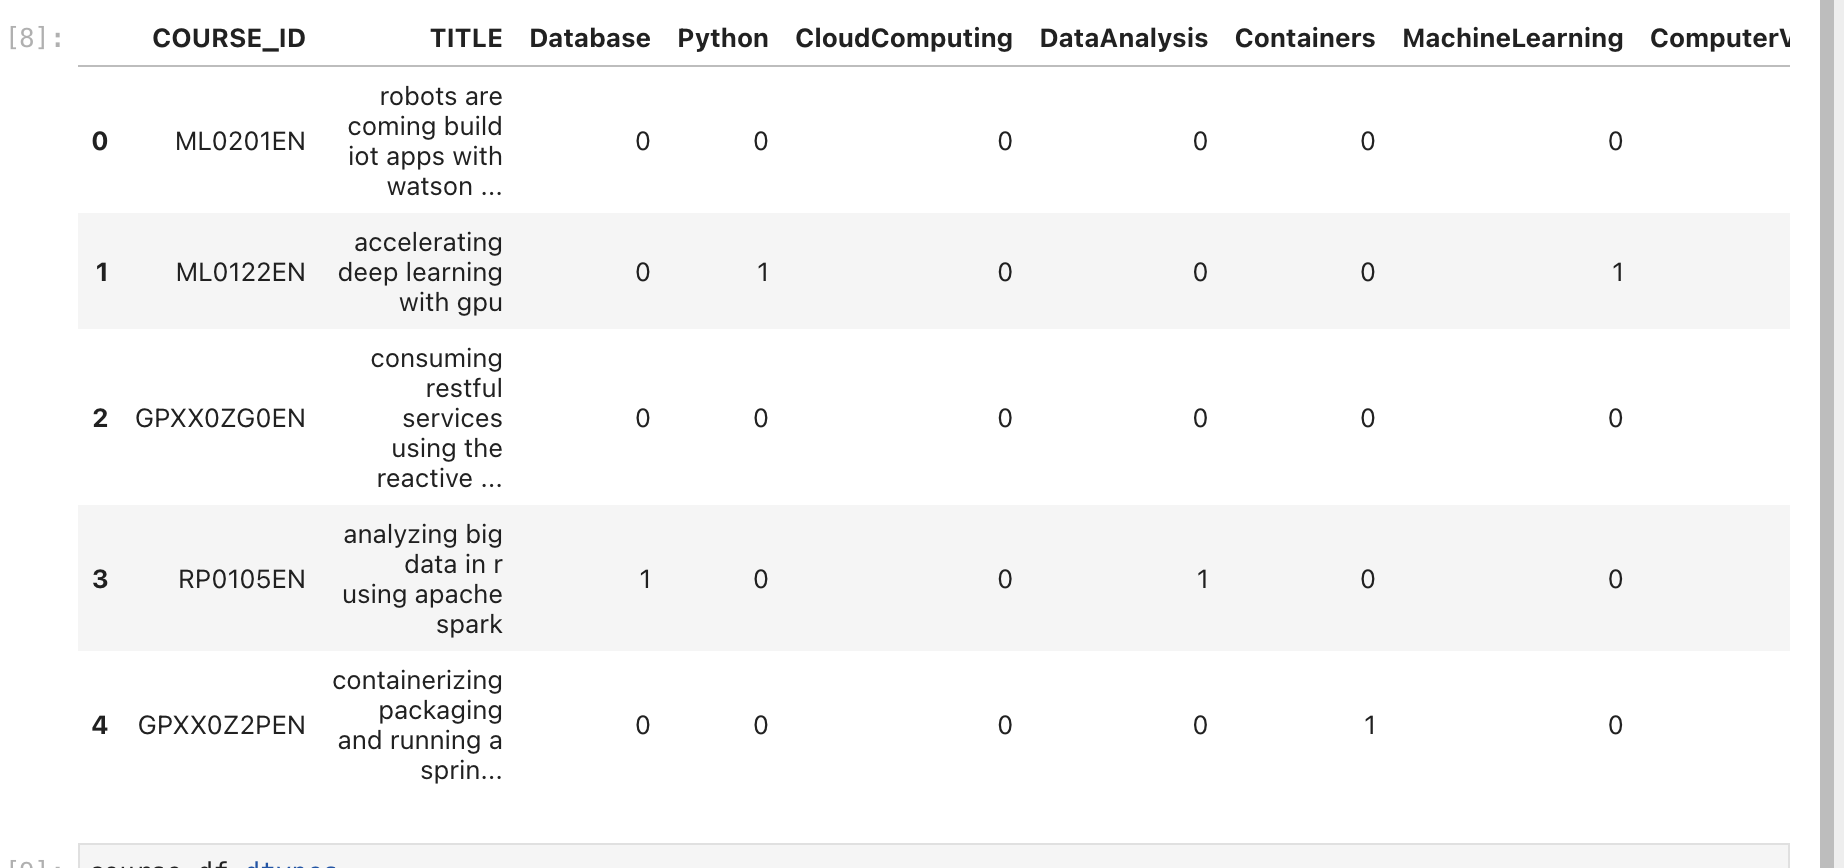 [8]: COURSE_ID TITLE Database Python CloudComputing DataAnalysis Containers MachineLearning ComputerV
robots are
coming build
0 ML0201EN iot apps with 0 0 0 0 0 0
watson ...
accelerating
1 ML0122EN deep learning 0 1 0 0 0 1
with gpu
consuming
restful
2 GPXX0ZG0EN services 0 0 0 0 0 0
using the
reactive ...
analyzing big
data in r
3 RP0105EN using apache 1 0 0 1 0 0
spark
containerizing
packaging
4 GPXX0Z2PEN and running a 0 0 0 0 1 0
sprin...
[9]: course_df.dtypes